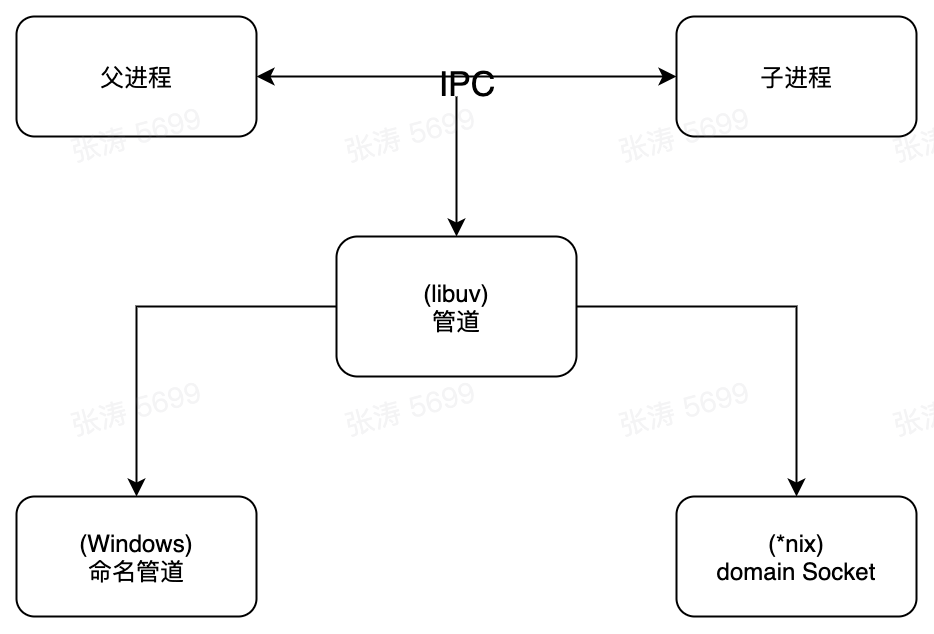 父进程
IPC
子进程
张涛 5699
张涛 5699
张涛 5699
张涛
(libuv)
管道
张涛 5699
张涛 5699
张涛 5699
张涛
(Windows)
命名管道
(*nix)
domain Socket